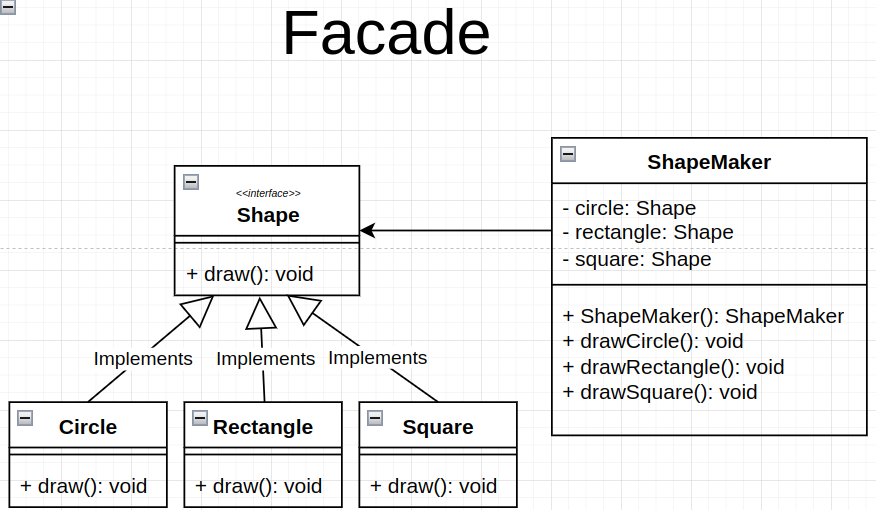 Facade
<<interface>>
Shape
+ draw(): void
ShapeMaker
- circle: Shape
- rectangle: Shape
- square: Shape
+ ShapeMaker(): ShapeMaker
+ drawCircle(): void
+ drawRectangle(): void
+ drawSquare(): void
Implements
Implements
Implements
Circle
+ draw(): void
Rectangle
+ draw(): void
Square
+ draw(): void